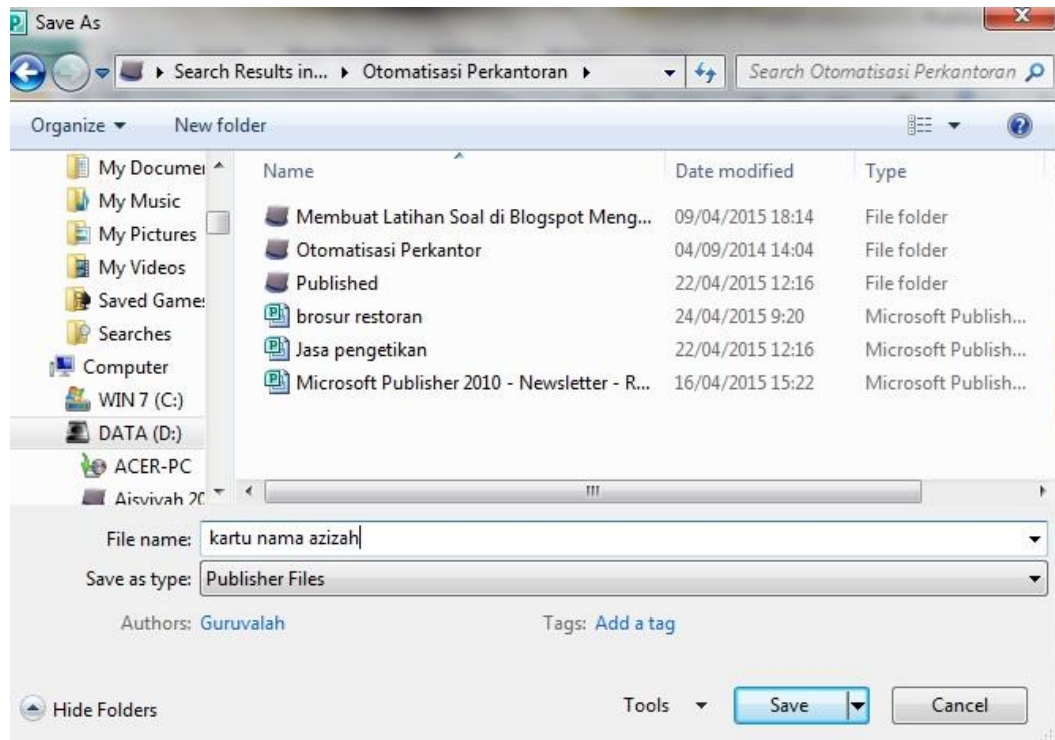 Save As
Search Results in... Otomatisasi Perkantoran Search Otomatisasi Perkantoran
Organize New folder
My Documen
My Music
My Pictures
My Videos
Saved Games
Searches
Computer
WIN 7 (C:)
DATA (D:)
ACER-PC
Aisyiyah 20
Name Date modified Type
Membuat Latihan Soal di Blogspot Meng... 09/04/2015 18:14 File folder
Otomatisasi Perkantor 04/09/2014 14:04 File folder
Published 22/04/2015 12:16 File folder
brosur restoran 24/04/2015 9:20 Microsoft Publish...
Jasa pengetikan 22/04/2015 12:16 Microsoft Publish...
Microsoft Publisher 2010 - Newsletter - R... 16/04/2015 15:22 Microsoft Publish...
File name: kartu nama azizah
Save as type: Publisher Files
Authors: Guruvalah Tags: Add a tag
Hide Folders Tools Save Cancel